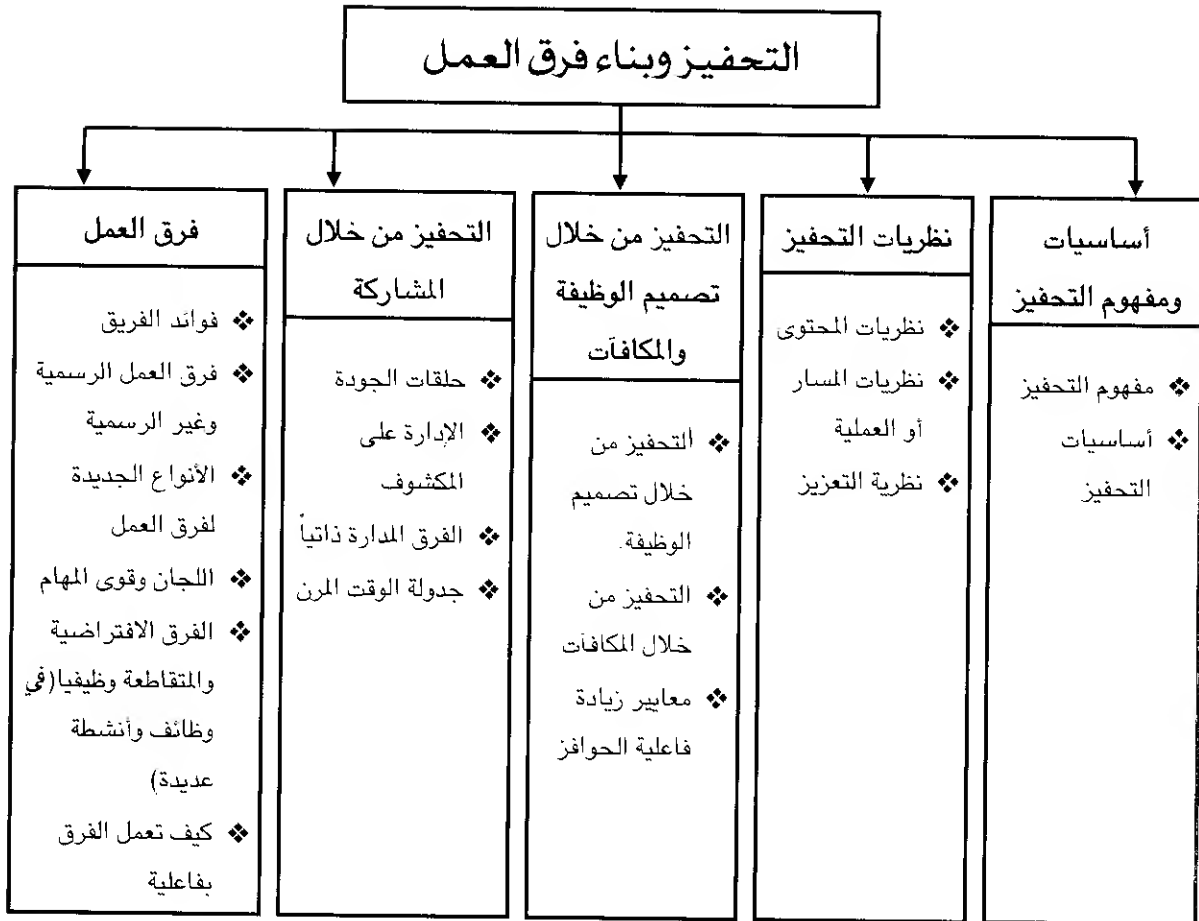 التحفيز وبناء فرق العمل
أساسيات
ومفهوم التحفيز
❖ مفهوم التحفيز
❖ أساسيات
التحفيز
نظريات التحفيز
❖ نظريات المحتوى
❖ نظريات المسار
أو العملية
❖ نظرية التعزيز
التحفيز من خلال
تصميم الوظيفة
والمكافآت
❖ التحفيز من
خلال تصميم
الوظيفة.
❖ التحفيز من
خلال المكافآت
❖ معايير زيادة
فاعلية الحوافز
التحفيز من خلال
المشاركة
❖ حلقات الجودة
❖ الإدارة على
المكشوف
❖ الفرق المدارة ذاتياً
❖ جدولة الوقت المرن
فرق العمل
❖ فوائد الفريق
❖ فرق العمل الرسمية
وغير الرسمية
❖ الأنواع الجديدة
لفرق العمل
❖ اللجان وقوى المهام
❖ الفرق الافتراضية
والمتقاطعة وظيفيا(في
وظائف وأنشطة
عديدة)
❖ كيف تعمل الفرق
بفاعلية